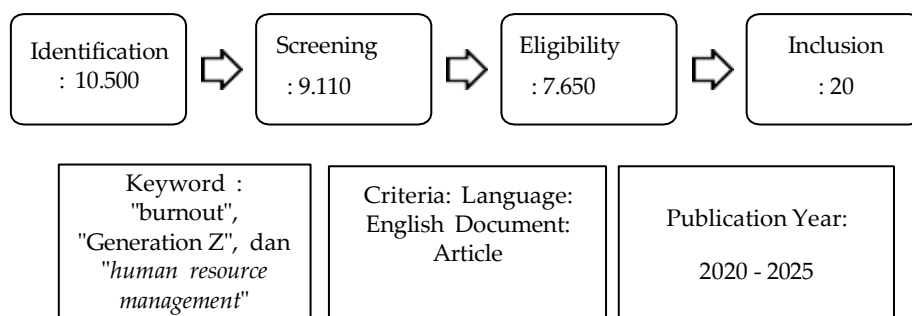 Identification
: 10.500
Screening
: 9.110
Eligibility
: 7.650
Inclusion
: 20
Keyword :
"burnout",
"Generation Z", dan
"human resource
management"
Criteria: Language:
English Document:
Article
Publication Year:
2020 - 2025